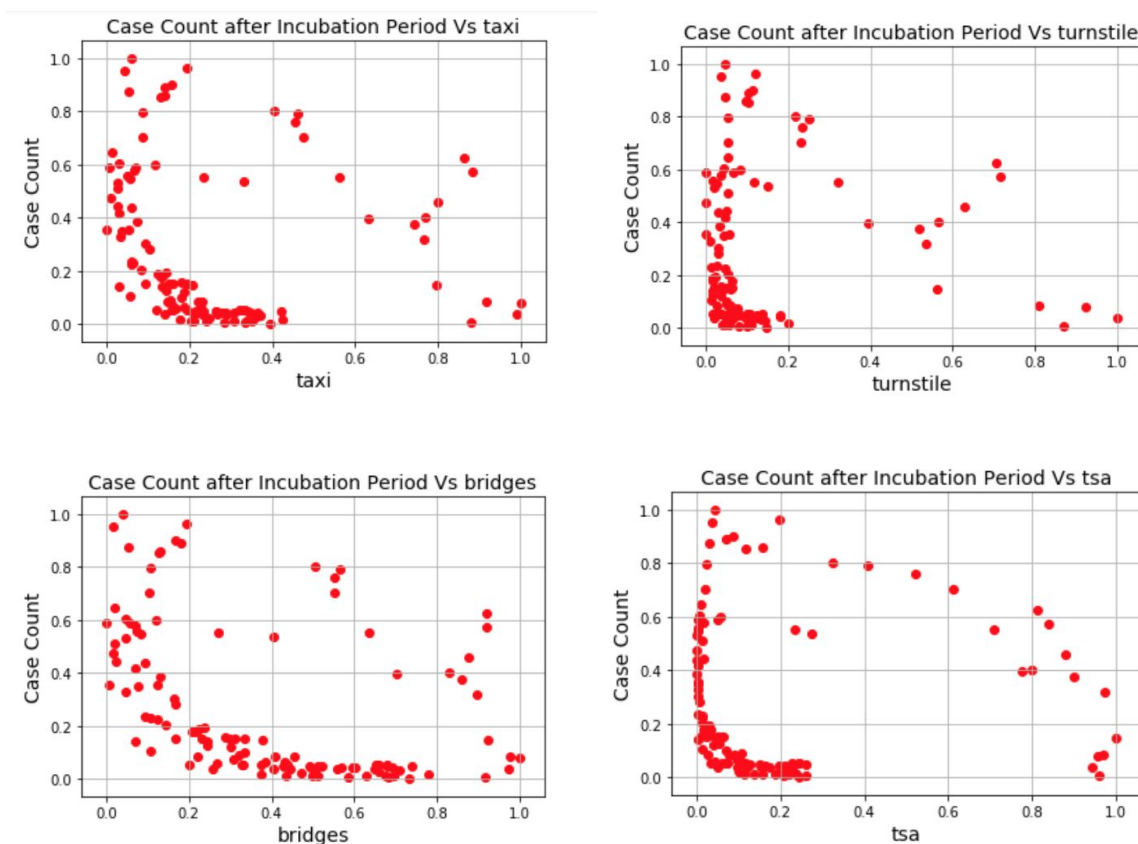 Case Count after Incubation Period Vs taxi
1.0
0.8
0.6
0.4
0.2
0.0
Case Count
0.0 0.2 0.4 0.6 0.8 1.0
taxi
Case Count after Incubation Period Vs turnstile
1.0
0.8
0.6
0.4
0.2
0.0
Case Count
0.0 0.2 0.4 0.6 0.8 1.0
turnstile
Case Count after Incubation Period Vs bridges
1.0
0.8
0.6
0.4
0.2
0.0
Case Count
0.0 0.2 0.4 0.6 0.8 1.0
bridges
Case Count after Incubation Period Vs tsa
1.0
0.8
0.6
0.4
0.2
0.0
Case Count
0.0 0.2 0.4 0.6 0.8 1.0
tsa